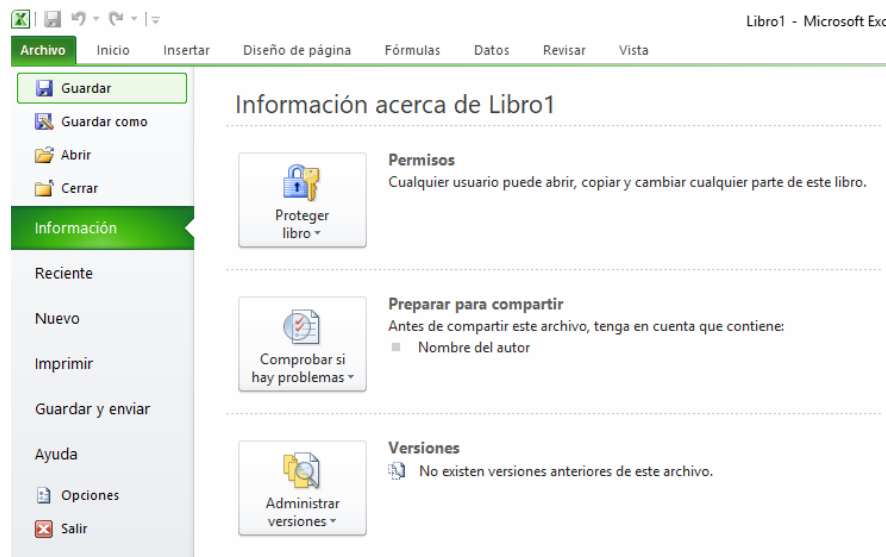 Libro1 - Microsoft Exc
Archivo Inicio Insertar Diseño de página Fórmulas Datos Revisar Vista
Guardar
Guardar como
Abrir
Cerrar
Información
Reciente
Nuevo
Imprimir
Guardar y enviar
Ayuda
Opciones
Salir
Información acerca de Libro1
Proteger
libro
Permisos
Cualquier usuario puede abrir, copiar y cambiar cualquier parte de este libro.
Comprobar si
hay problemas
Preparar para compartir
Antes de compartir este archivo, tenga en cuenta que contiene:
Nombre del autor
Administrar
versiones
Versiones
No existen versiones anteriores de este archivo.